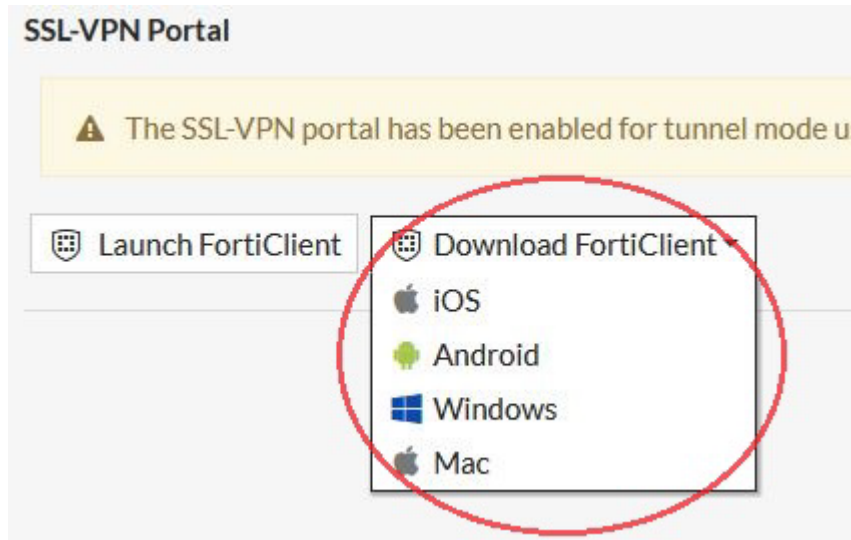 SSL-VPN Portal
The SSL-VPN portal has been enabled for tunnel mode u
Launch FortiClient
Download FortiClient
iOS
Android
Windows
Mac